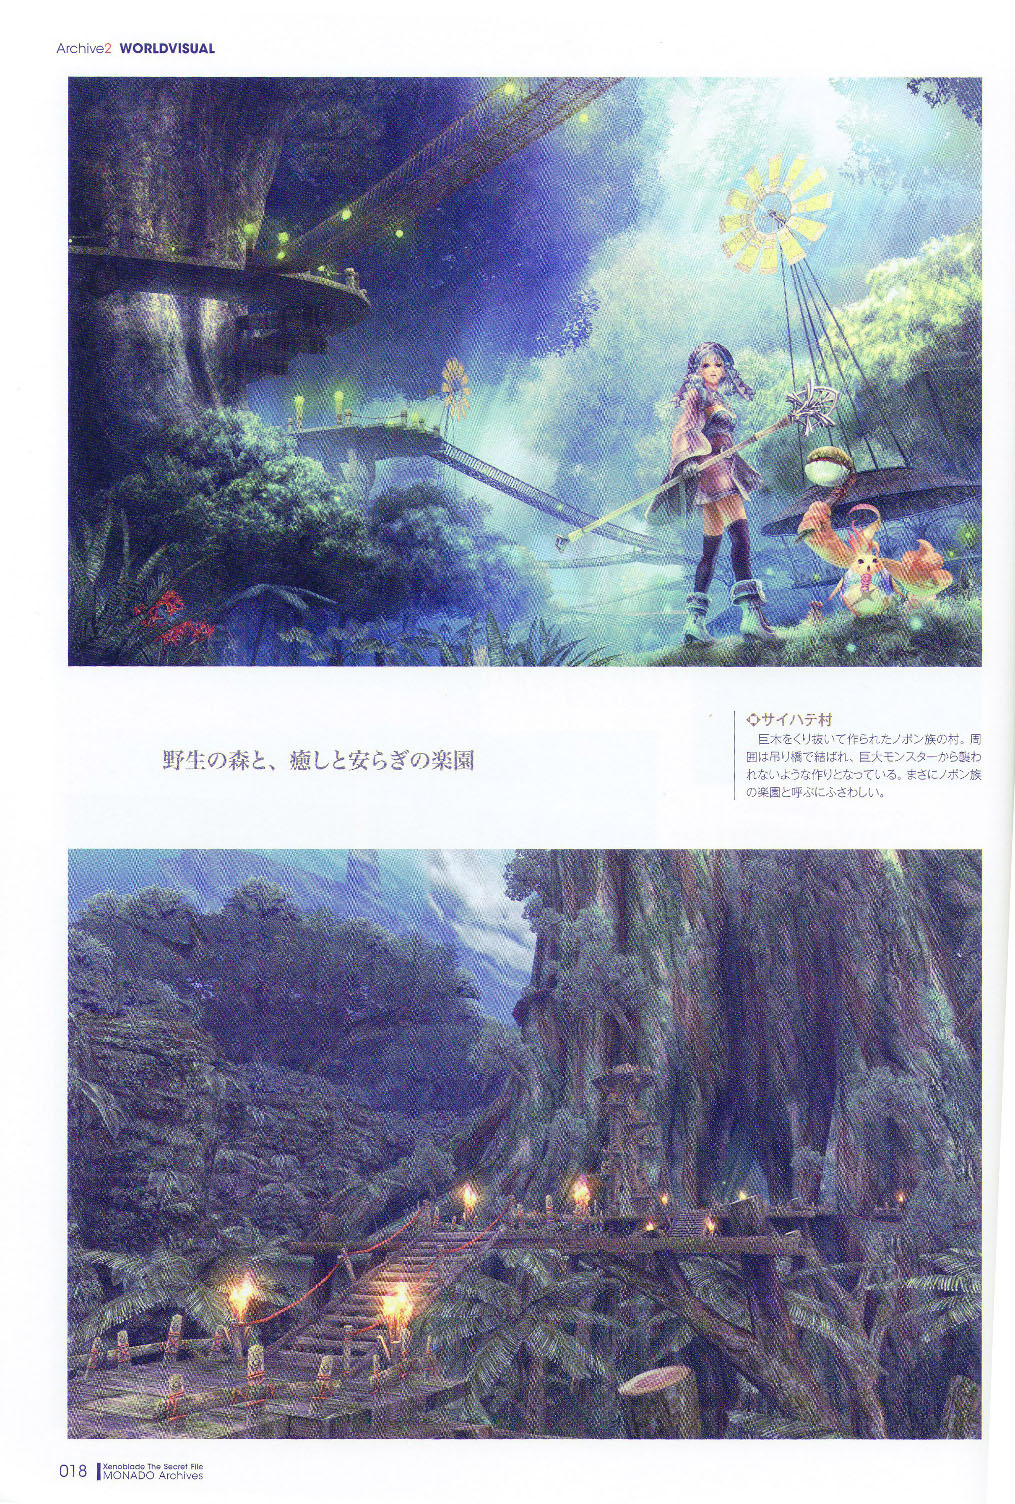 Archive2 WORLDVISUAL
野生の森と、癒しと安らぎの楽園
サイハテ村
巨木をくり抜いて作られたノポン族の村。周
囲は吊り橋で結ばれ、巨大モンスターから襲わ
れないような作りとなっている。まさにノポン族
の楽園と呼ぶにふさわしい。
018
Xenoblade The Secret File
MONADO Archives